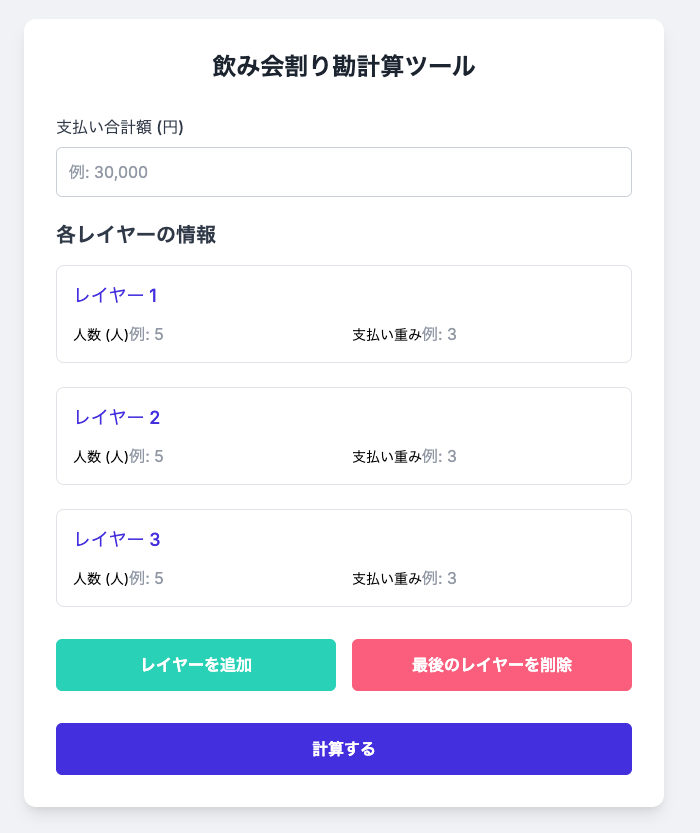 飲み会割り勘計算ツール
支払い合計額 (円)
例: 30,000
各レイヤーの情報
レイヤー 1
人数 (人)例: 5 支払い重み例: 3
レイヤー 2
人数 (人)例: 5 支払い重み例: 3
レイヤー 3
人数 (人)例: 5 支払い重み例: 3
レイヤーを追加 最後のレイヤーを削除
計算する